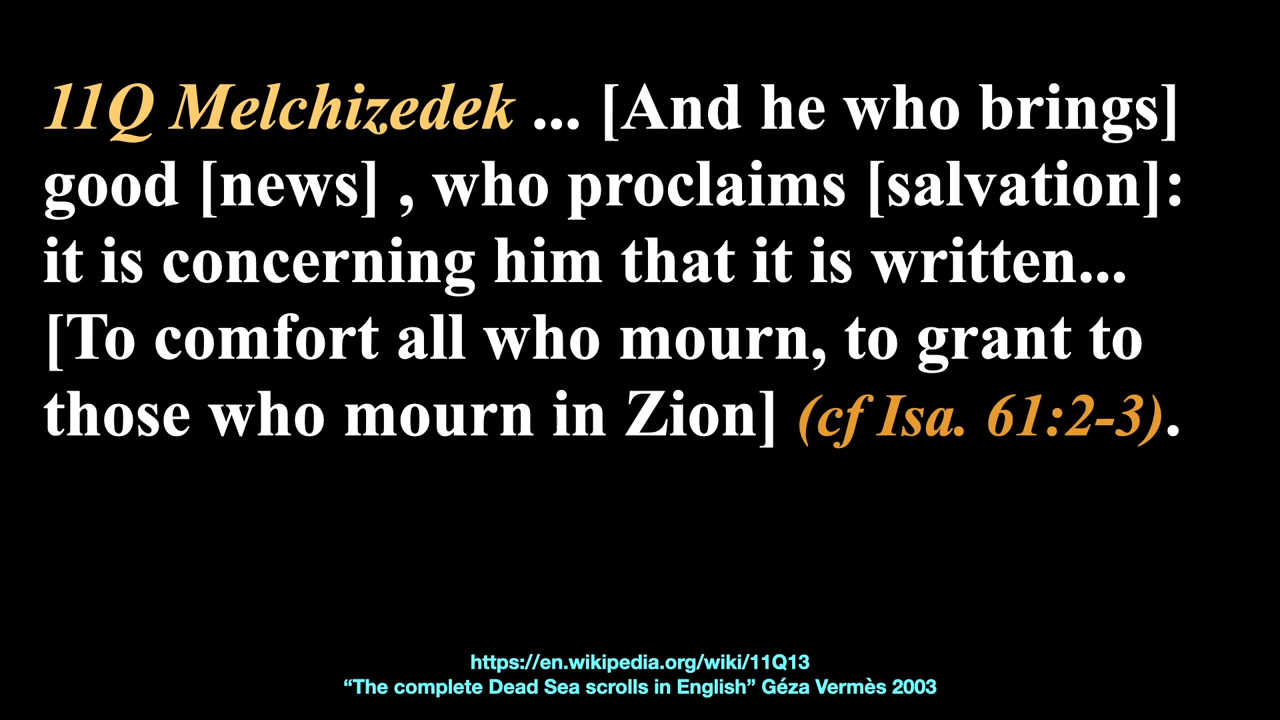 11Q Melchizedek ... [And he who brings]
good [news] , who proclaims [salvation]:
it is concerning him that it is written...
[To comfort all who mourn, to grant to
those who mourn in Zion] (cf Isa. 61:2-3).
https://en.wikipedia.org/wiki/11Q13
“The complete Dead Sea scrolls in English” Géza Vermès 2003